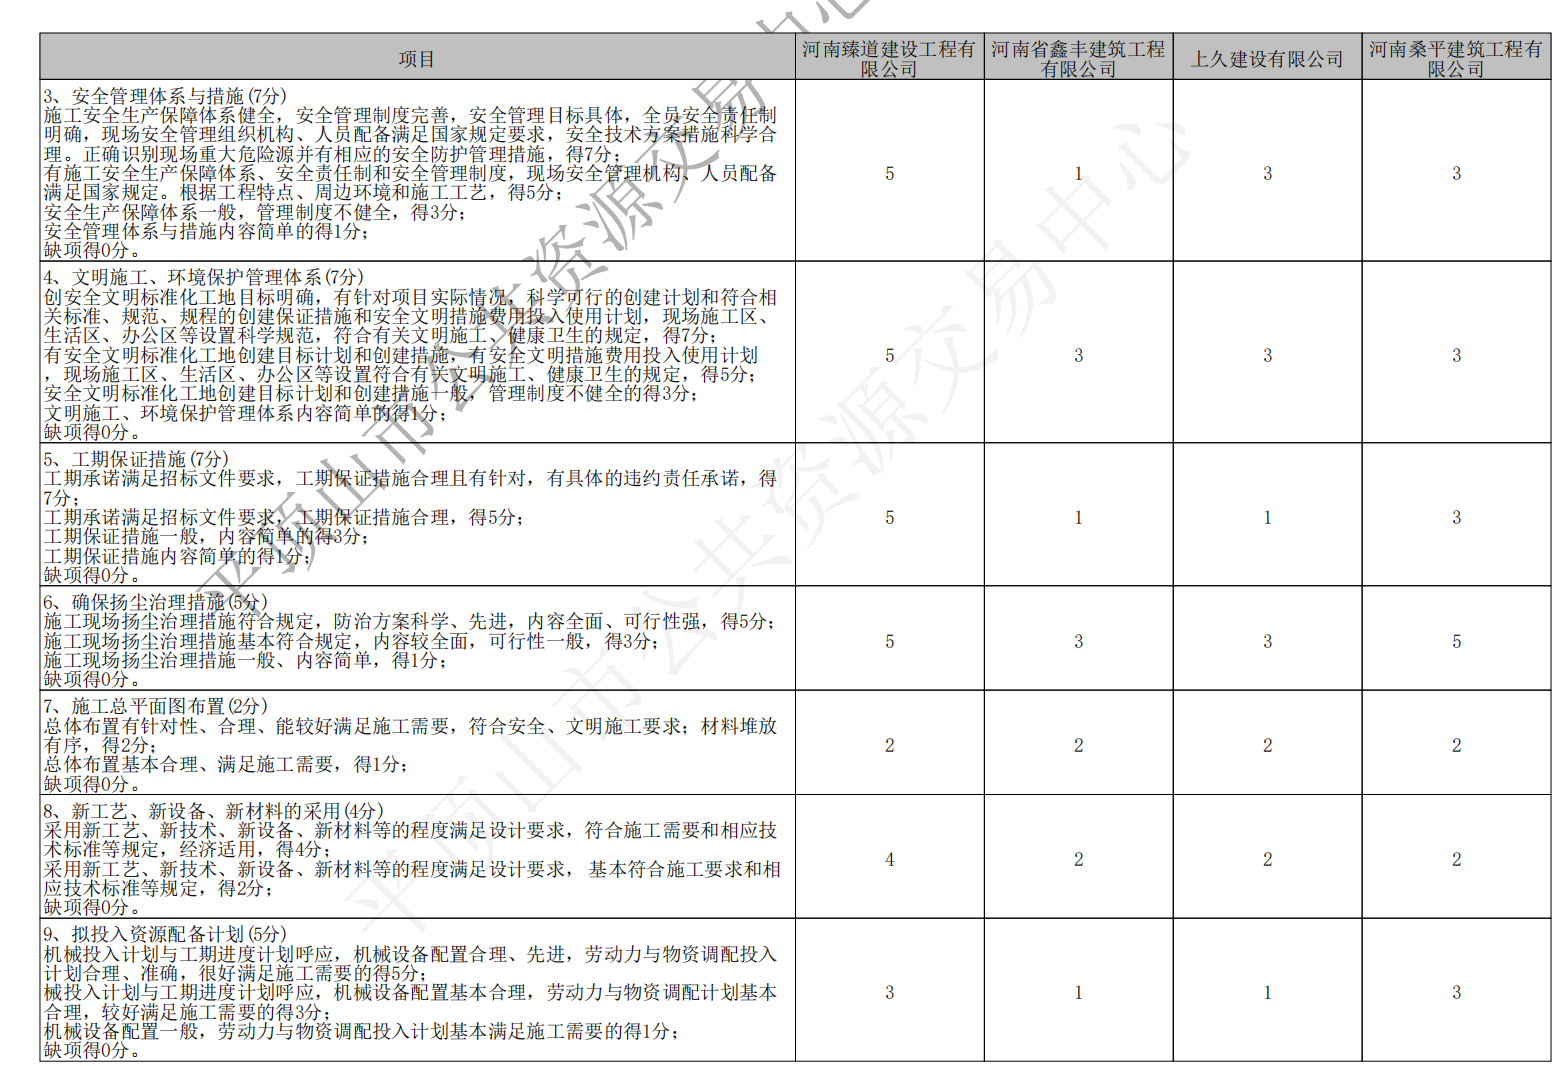 项目
河南臻道建设工程有
限公司
河南省鑫丰建筑工程
有限公司
上久建设有限公司
河南桑平建筑工程有
限公司
3、安全管理体系与措施(7分)
施工安全生产保障体系健全，安全管理制度完善，安全管理目标具体，全员安全责任制
明确，现场安全管理组织机构、人员配备满足国家规定要求，安全技术方案措施科学合
理。正确识别现场重大危险源并有相应的安全防护管理措施，得7分；
有施工安全生产保障体系、安全责任制和安全管理制度，现场安全管理机构、人员配备
满足国家规定。根据工程特点、周边环境和施工工艺，得5分；
安全生产保障体系一般，管理制度不健全，得3分；
安全管理体系与措施内容简单的得1分；
缺项得0分。
5
1
3
3
4、文明施工、环境保护管理体系(7分)
创安全文明标准化工地目标明确，有针对项目实际情况，科学可行的创建计划和符合相
关标准、规范、规程的创建保证措施和安全文明措施费用投入使用计划，现场施工区、
生活区、办公区等设置科学规范，符合有关文明施工、健康卫生的规定，得7分；
有安全文明标准化工地创建目标计划和创建措施，有安全文明措施费用投入使用计划
，现场施工区、生活区、办公区等设置符合有关文明施工、健康卫生的规定，得5分；
安全文明标准化工地创建目标计划和创建措施一般，管理制度不健全的得3分；
文明施工、环境保护管理体系内容简单的得1分；
缺项得0分。
5
3
3
3
5、工期保证措施(7分)
工期承诺满足招标文件要求，工期保证措施合理且有针对，有具体的违约责任承诺，得
7分；
工期承诺满足招标文件要求，工期保证措施合理，得5分；
工期保证措施一般，内容简单的得3分；
工期保证措施内容简单的得1分；
缺项得0分。
5
1
1
3
6、确保扬尘治理措施(5分)
施工现场扬尘治理措施符合规定，防治方案科学、先进，内容全面、可行性强，得5分；
施工现场扬尘治理措施基本符合规定，内容较全面，可行性一般，得3分；
施工现场扬尘治理措施一般、内容简单，得1分；
缺项得0分。
5
3
3
5
7、施工总平面图布置(2分)
总体布置有针对性、合理、能较好满足施工需要，符合安全、文明施工要求；材料堆放
有序，得2分；
总体布置基本合理、满足施工需要，得1分；
缺项得0分。
2
2
2
2
8、新工艺、新设备、新材料的采用(4分)
采用新工艺、新技术、新设备、新材料等的程度满足设计要求，符合施工需要和相应技
术标准等规定，经济适用，得4分；
采用新工艺、新技术、新设备、新材料等的程度满足设计要求， 基本符合施工要求和相
应技术标准等规定，得2分；
缺项得0分。
4
2
2
2
9、拟投入资源配备计划(5分)
机械投入计划与工期进度计划呼应，机械设备配置合理、先进，劳动力与物资调配投入
计划合理、准确，很好满足施工需要的得5分；
械投入计划与工期进度计划呼应，机械设备配置基本合理，劳动力与物资调配计划基本
合理，较好满足施工需要的得3分；
机械设备配置一般，劳动力与物资调配投入计划基本满足施工需要的得1分；
缺项得0分。
3
1
1
3
平顶山市公共资源交易中心
平顶山市公共资源交易中心